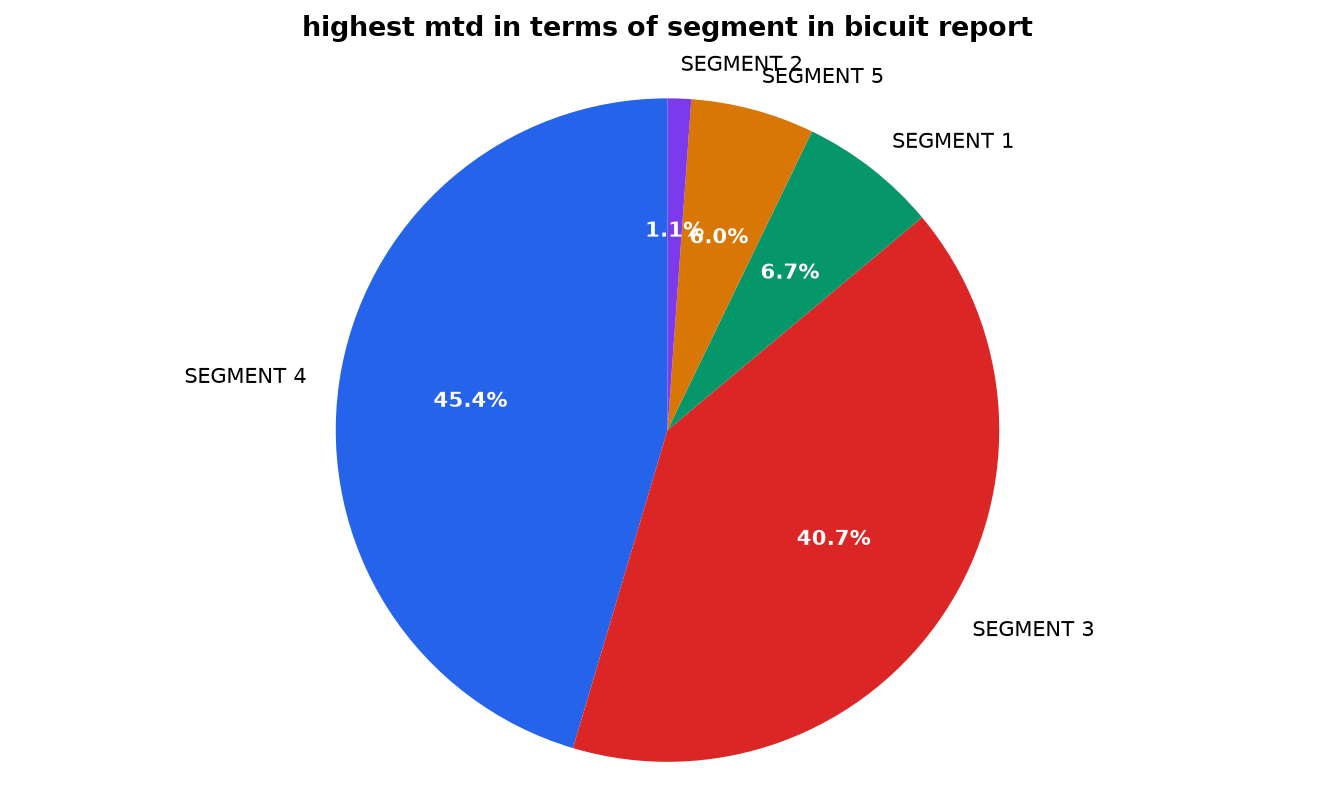 highest mtd in terms of segment in bicuit report
SEGMENT 2
SEGMENT 5
SEGMENT 1
1.1%
6.0%
6.7%
SEGMENT 4
45.4%
40.7%
SEGMENT 3